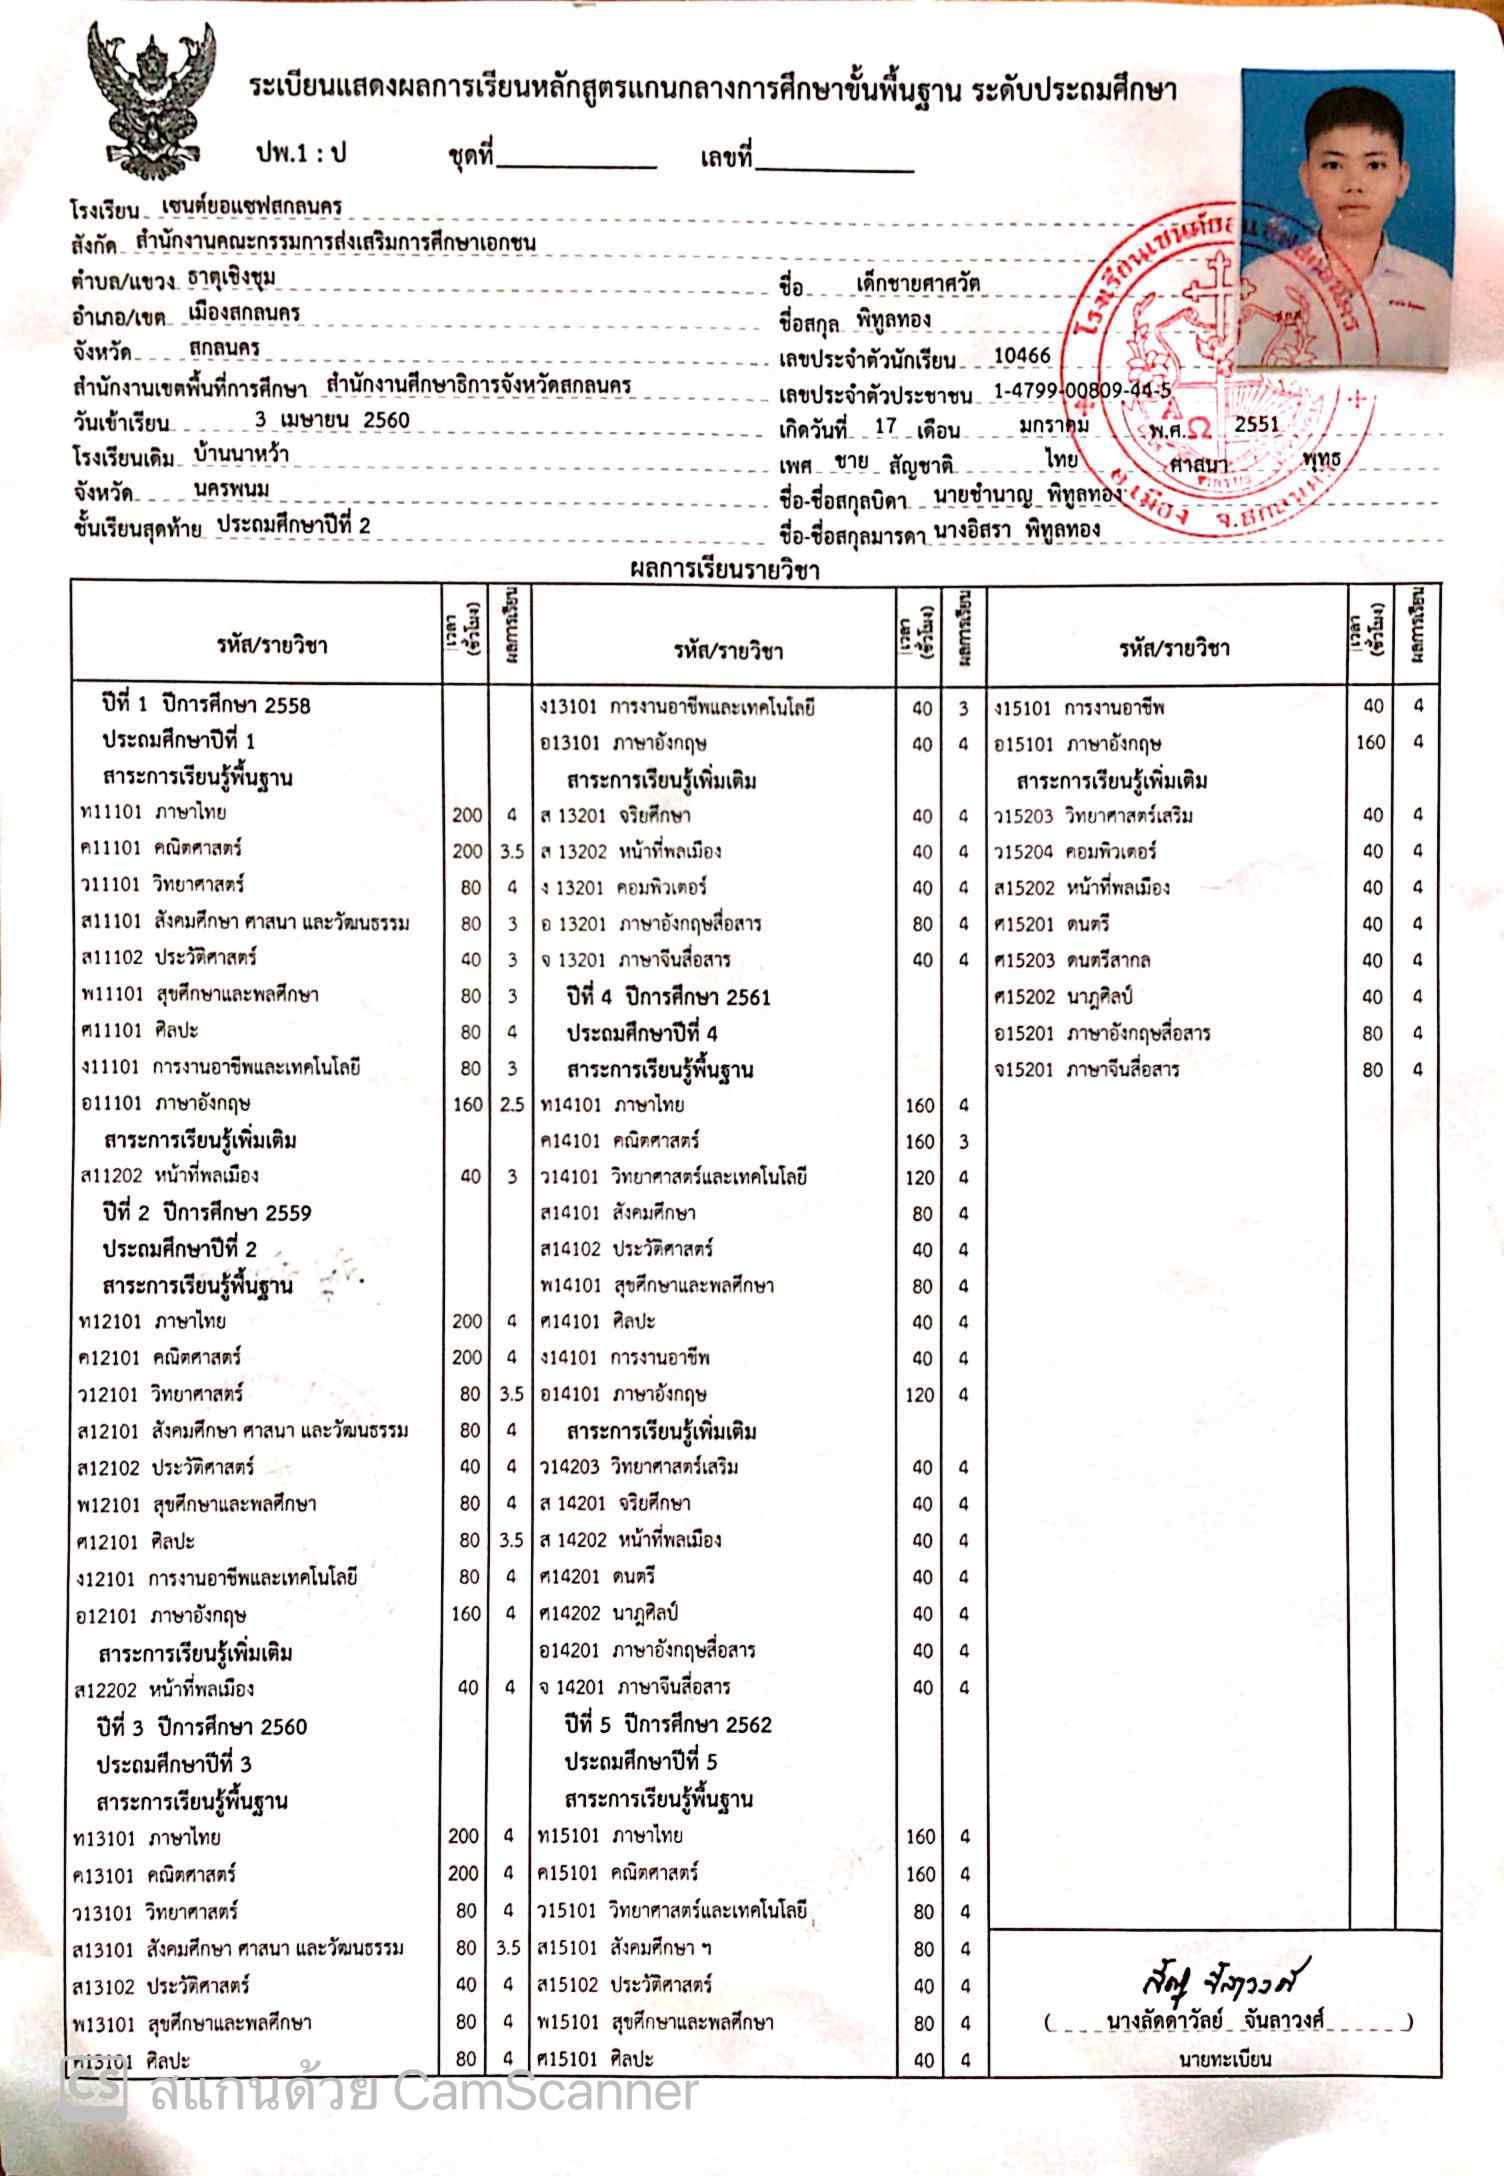 ระเบียนแสดงผลการเรียนหลักสูตรแกนกลางการศึกษาขั้นพื้นฐาน ระดับประถมศึกษา
ปพ.1 : ป ชุดที่ เลขที่
โรงเรียน เซนต์ยอแซฟสกลนคร
สังกัด สำนักงานคณะกรรมการส่งเสริมการศึกษาเอกชน
ตำบล/แขวง ธาตุเชิงชุม
อำเภอ/เขต เมืองสกลนคร
จังหวัด สกลนคร
สำนักงานเขตพื้นที่การศึกษา สำนักงานศึกษาธิการจังหวัดสกลนคร
วันเข้าเรียน 3 เมษายน 2560
โรงเรียนเดิม บ้านนาหว้า
จังหวัด นครพนม
ชั้นเรียนสุดท้าย ประถมศึกษาปีที่ 2
ชื่อ เด็กชายศาศวัต
ชื่อสกุล พิทูลทอง
เลขประจำตัวนักเรียน 10466
เลขประจำตัวประชาชน 1-4799-00809-44-5
เกิดวันที่ 17 เดือน มกราคม พ.ศ. 2551
เพศ ชาย สัญชาติ ไทย ศาสนา พุทธ
ชื่อ-ชื่อสกุลบิดา นายชำนาญ พิทูลทอง
ชื่อ-ชื่อสกุลมารดา นางอิสรา พิทูลทอง
อ.เมือง จ.สกลนคร
ผลการเรียนรายวิชา
รหัส/รายวิชา เวลา (ชั่วโมง) ผลการเรียน
ปีที่ 1 ปีการศึกษา 2558
ประถมศึกษาปีที่ 1
สาระการเรียนรู้พื้นฐาน
ท11101 ภาษาไทย 200 4
ค11101 คณิตศาสตร์ 200 3.5
ว11101 วิทยาศาสตร์ 80 4
ส11101 สังคมศึกษา ศาสนา และวัฒนธรรม 80 3
ส11102 ประวัติศาสตร์ 40 3
พ11101 สุขศึกษาและพลศึกษา 80 3
ศ11101 ศิลปะ 80 4
ง11101 การงานอาชีพและเทคโนโลยี 80 3
อ11101 ภาษาอังกฤษ 160 2.5
สาระการเรียนรู้เพิ่มเติม
ส11202 หน้าที่พลเมือง 40 3
ปีที่ 2 ปีการศึกษา 2559
ประถมศึกษาปีที่ 2
สาระการเรียนรู้พื้นฐาน
ท12101 ภาษาไทย 200 4
ค12101 คณิตศาสตร์ 200 4
ว12101 วิทยาศาสตร์ 80 3.5
ส12101 สังคมศึกษา ศาสนา และวัฒนธรรม 80 4
ส12102 ประวัติศาสตร์ 40 4
พ12101 สุขศึกษาและพลศึกษา 80 4
ศ12101 ศิลปะ 80 3.5
ง12101 การงานอาชีพและเทคโนโลยี 80 4
อ12101 ภาษาอังกฤษ 160 4
สาระการเรียนรู้เพิ่มเติม
ส12202 หน้าที่พลเมือง 40 4
ปีที่ 3 ปีการศึกษา 2560
ประถมศึกษาปีที่ 3
สาระการเรียนรู้พื้นฐาน
ท13101 ภาษาไทย 200 4
ค13101 คณิตศาสตร์ 200 4
ว13101 วิทยาศาสตร์ 80 4
ส13101 สังคมศึกษา ศาสนา และวัฒนธรรม 80 3.5
ส13102 ประวัติศาสตร์ 40 4
พ13101 สุขศึกษาและพลศึกษา 80 4
ศ13101 ศิลปะ 80 4
รหัส/รายวิชา เวลา (ชั่วโมง) ผลการเรียน
ง13101 การงานอาชีพและเทคโนโลยี 40 3
อ13101 ภาษาอังกฤษ 40 4
สาระการเรียนรู้เพิ่มเติม
ส 13201 จริยศึกษา 40 4
ส 13202 หน้าที่พลเมือง 40 4
ง 13201 คอมพิวเตอร์ 40 4
อ 13201 ภาษาอังกฤษสื่อสาร 80 4
จ 13201 ภาษาจีนสื่อสาร 40 4
ปีที่ 4 ปีการศึกษา 2561
ประถมศึกษาปีที่ 4
สาระการเรียนรู้พื้นฐาน
ท14101 ภาษาไทย 160 4
ค14101 คณิตศาสตร์ 160 3
ว14101 วิทยาศาสตร์และเทคโนโลยี 120 4
ส14101 สังคมศึกษา 80 4
ส14102 ประวัติศาสตร์ 40 4
พ14101 สุขศึกษาและพลศึกษา 80 4
ศ14101 ศิลปะ 40 4
ง14101 การงานอาชีพ 40 4
อ14101 ภาษาอังกฤษ 120 4
สาระการเรียนรู้เพิ่มเติม
ว14203 วิทยาศาสตร์เสริม 40 4
ส 14201 จริยศึกษา 40 4
ส 14202 หน้าที่พลเมือง 40 4
ศ14201 ดนตรี 40 4
ศ14202 นาฏศิลป์ 40 4
อ14201 ภาษาอังกฤษสื่อสาร 40 4
จ 14201 ภาษาจีนสื่อสาร 40 4
ปีที่ 5 ปีการศึกษา 2562
ประถมศึกษาปีที่ 5
สาระการเรียนรู้พื้นฐาน
ท15101 ภาษาไทย 160 4
ค15101 คณิตศาสตร์ 160 4
ว15101 วิทยาศาสตร์และเทคโนโลยี 80 4
ส15101 สังคมศึกษา ฯ 80 4
ส15102 ประวัติศาสตร์ 40 4
พ15101 สุขศึกษาและพลศึกษา 80 4
ศ15101 ศิลปะ 40 4
รหัส/รายวิชา เวลา (ชั่วโมง) ผลการเรียน
ง15101 การงานอาชีพ 40 4
อ15101 ภาษาอังกฤษ 160 4
สาระการเรียนรู้เพิ่มเติม
ว15203 วิทยาศาสตร์เสริม 40 4
ว15204 คอมพิวเตอร์ 40 4
ส15202 หน้าที่พลเมือง 40 4
ศ15201 ดนตรี 40 4
ศ15203 ดนตรีสากล 40 4
ศ15202 นาฏศิลป์ 40 4
อ15201 ภาษาอังกฤษสื่อสาร 80 4
จ15201 ภาษาจีนสื่อสาร 80 4
( นางลัดดาวัลย์ จันลาวงศ์ )
นายทะเบียน
CS สแกนด้วย CamScanner